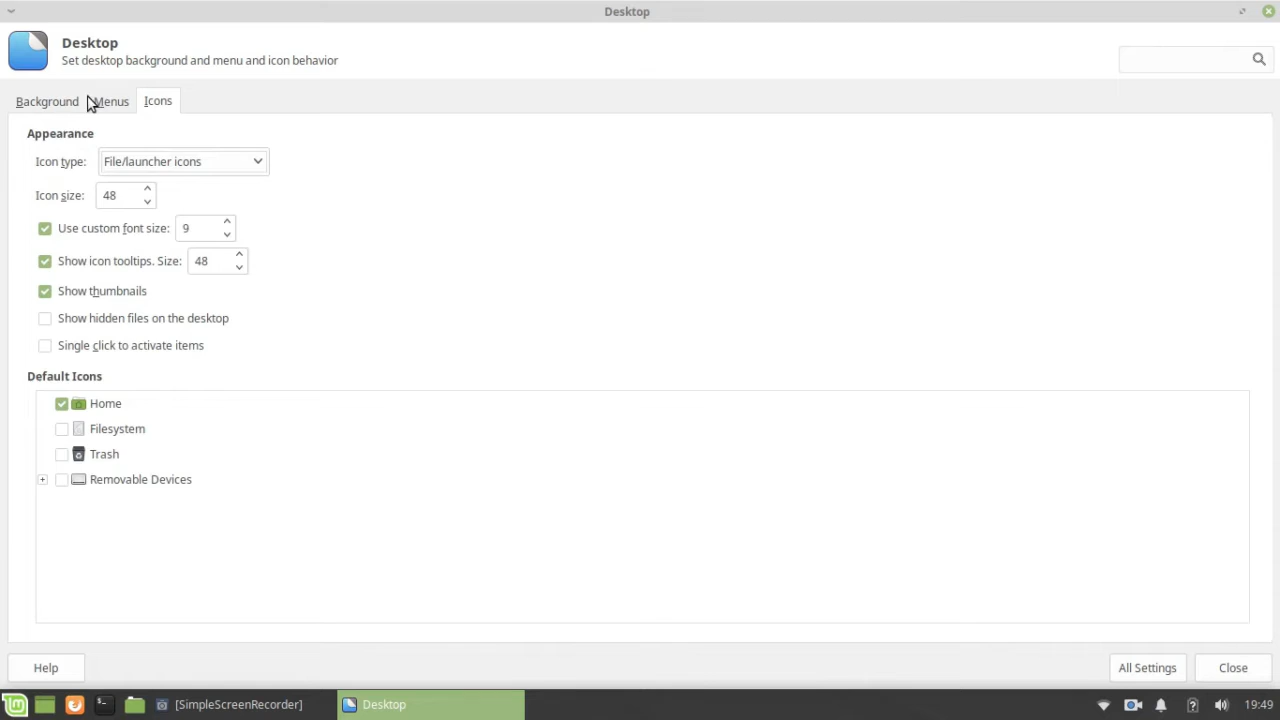 Desktop
Desktop
Set desktop background and menu and icon behavior
Background Menus Icons
Appearance
Icon type: File/launcher icons
Icon size: 48
Use custom font size: 9
Show icon tooltips. Size: 48
Show thumbnails
Show hidden files on the desktop
Single click to activate items
Default Icons
Home
Filesystem
Trash
Removable Devices
Help All Settings Close
[SimpleScreenRecorder] Desktop 19:49